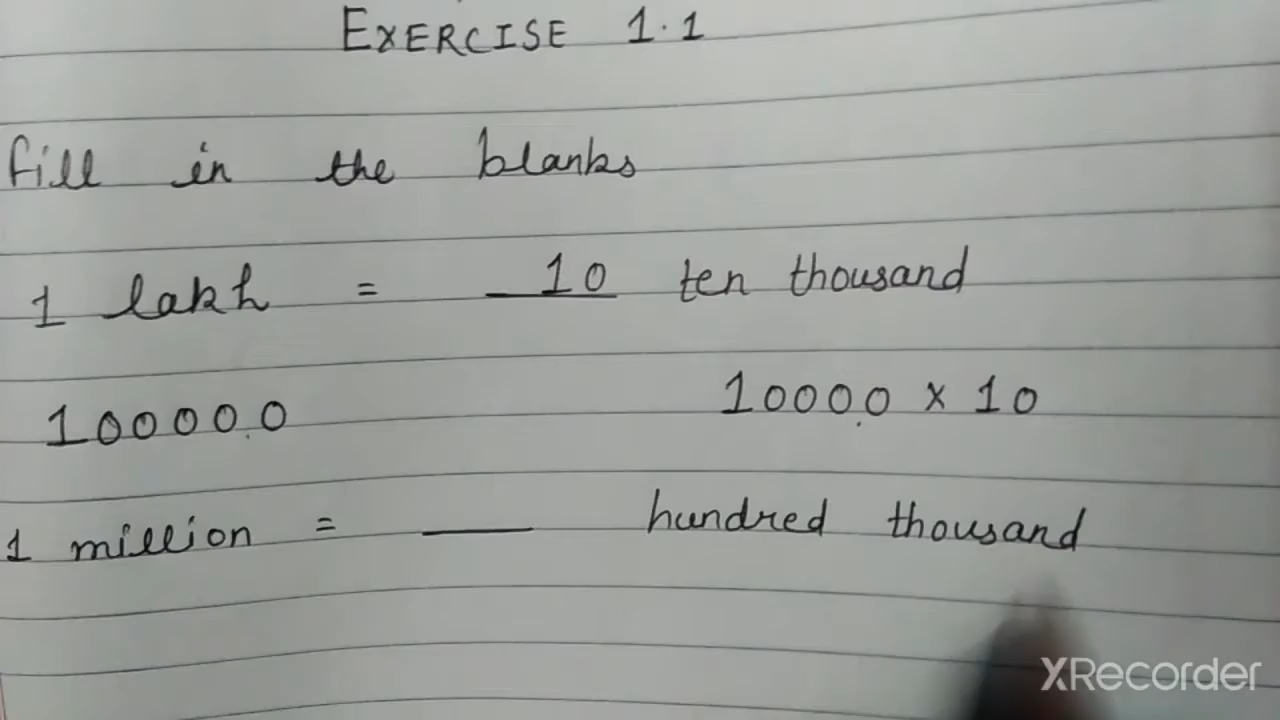 EXERCISE 1.1
fill in the blanks
1 lakh = 10 ten thousand
100000 10000 x 10
1 million = ____ hundred thousand
XRecorder